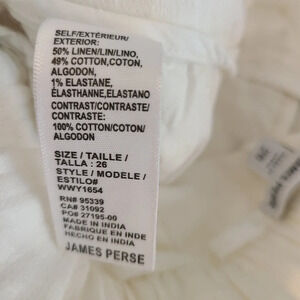 SELF/EXTÉRIEUR/
EXTERIOR:
50% LINEN/LIN/LINO,
49% COTTON,COTON,
ALGODON,
1% ELASTANE,
ÉLASTHANNE,ELASTANO
CONTRAST/CONTRASTE/
CONTRASTE:
100% COTTON/COTON/
ALGODON
SIZE / TAILLE /
TALLA : 26
STYLE / MODELE /
ESTILO#
WWY1654
RN# 95339
CA# 31092
PO# 27195-00
MADE IN INDIA
FABRIQUE EN INDE
HECHO EN INDIA
JAMES PERSE